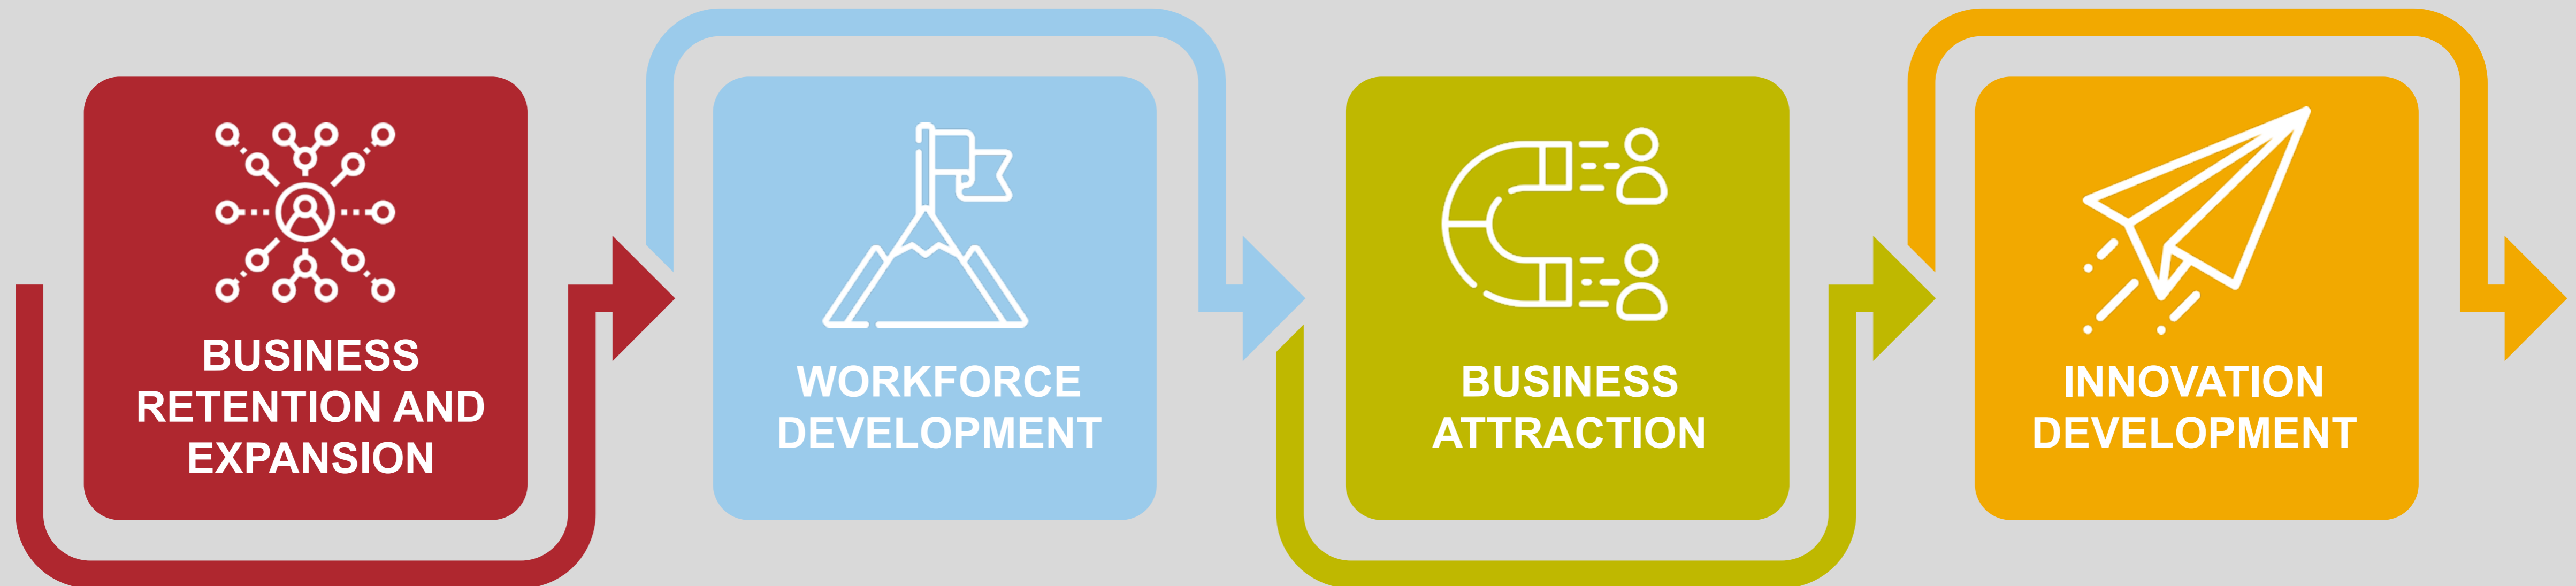 BUSINESS
RETENTION AND
EXPANSION
WORKFORCE
DEVELOPMENT
BUSINESS
ATTRACTION
INNOVATION
DEVELOPMENT